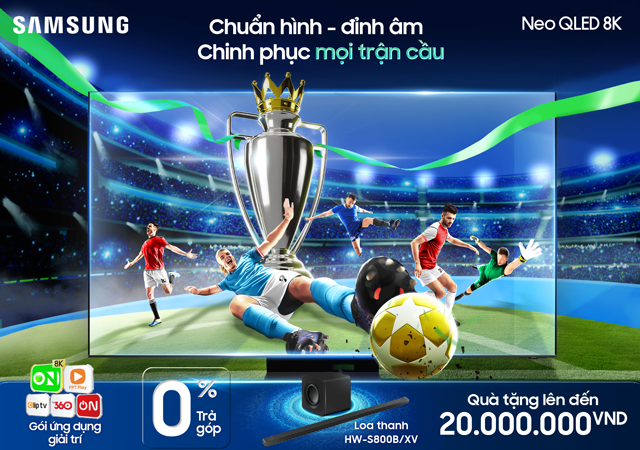 SAMSUNG
Chuẩn hình - đỉnh âm
Chinh phục mọi trận cầu
Neo QLED 8K
8K
ON
FPT Play
Cliptv
360
ON
Gói ứng dụng
giải trí
0%
Trả
góp
Loa thanh
HW-S800B/XV
Quà tặng lên đến
20.000.000VND